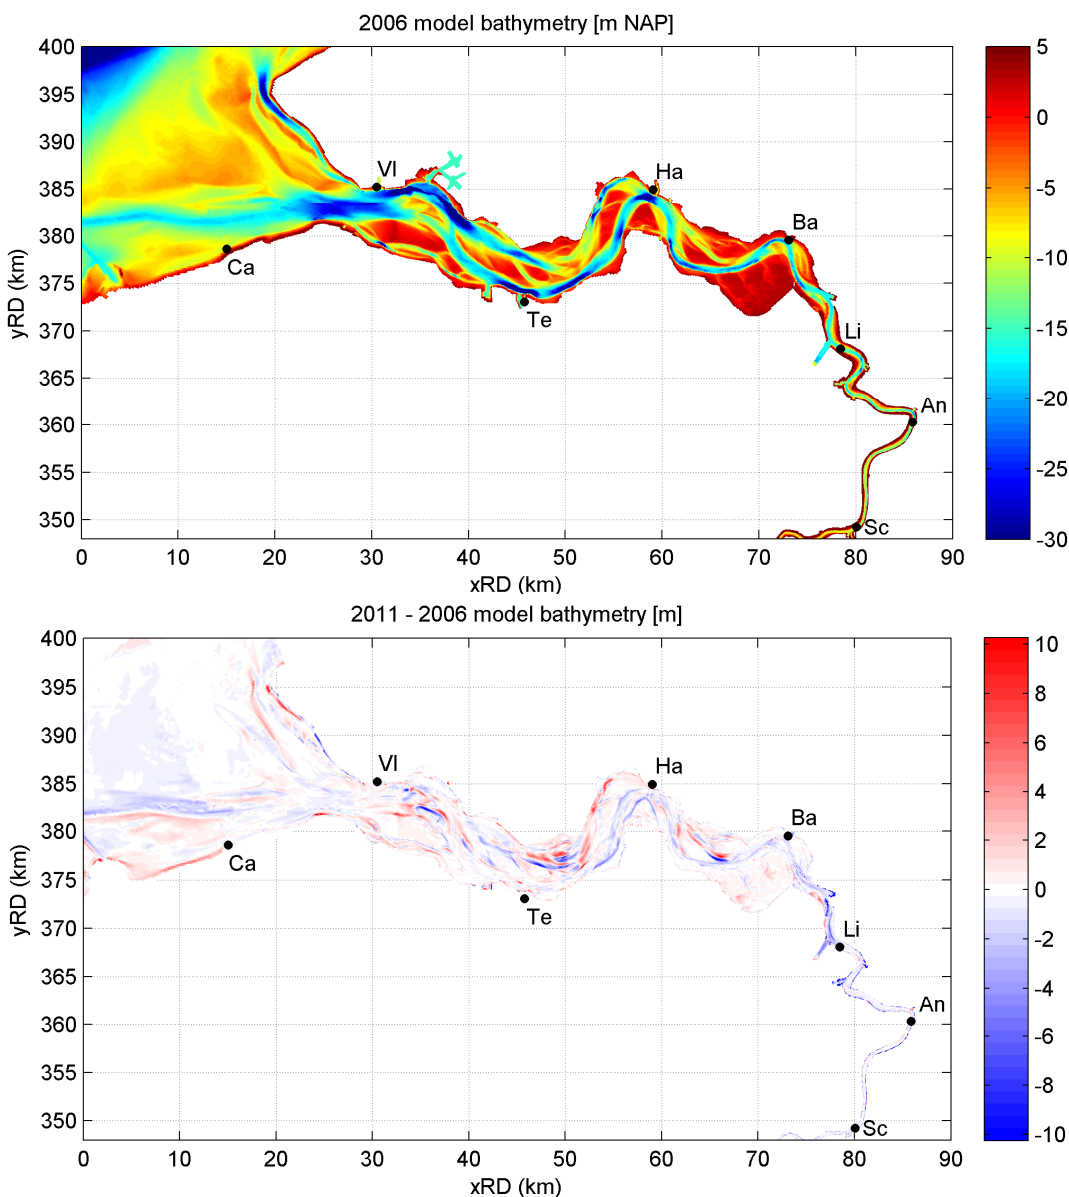 2006 model bathymetry [m NAP]
400
395
390
385
380
375
370
365
360
355
350
yRD (km)
0 10 20 30 40 50 60 70 80 90
xRD (km)
Vl
Ha
Ba
Ca
Te
Li
An
Sc
5
0
-5
-10
-15
-20
-25
-30
2011 - 2006 model bathymetry [m]
400
395
390
385
380
375
370
365
360
355
350
yRD (km)
0 10 20 30 40 50 60 70 80 90
xRD (km)
Vl
Ha
Ba
Ca
Te
Li
An
Sc
10
8
6
4
2
0
-2
-4
-6
-8
-10